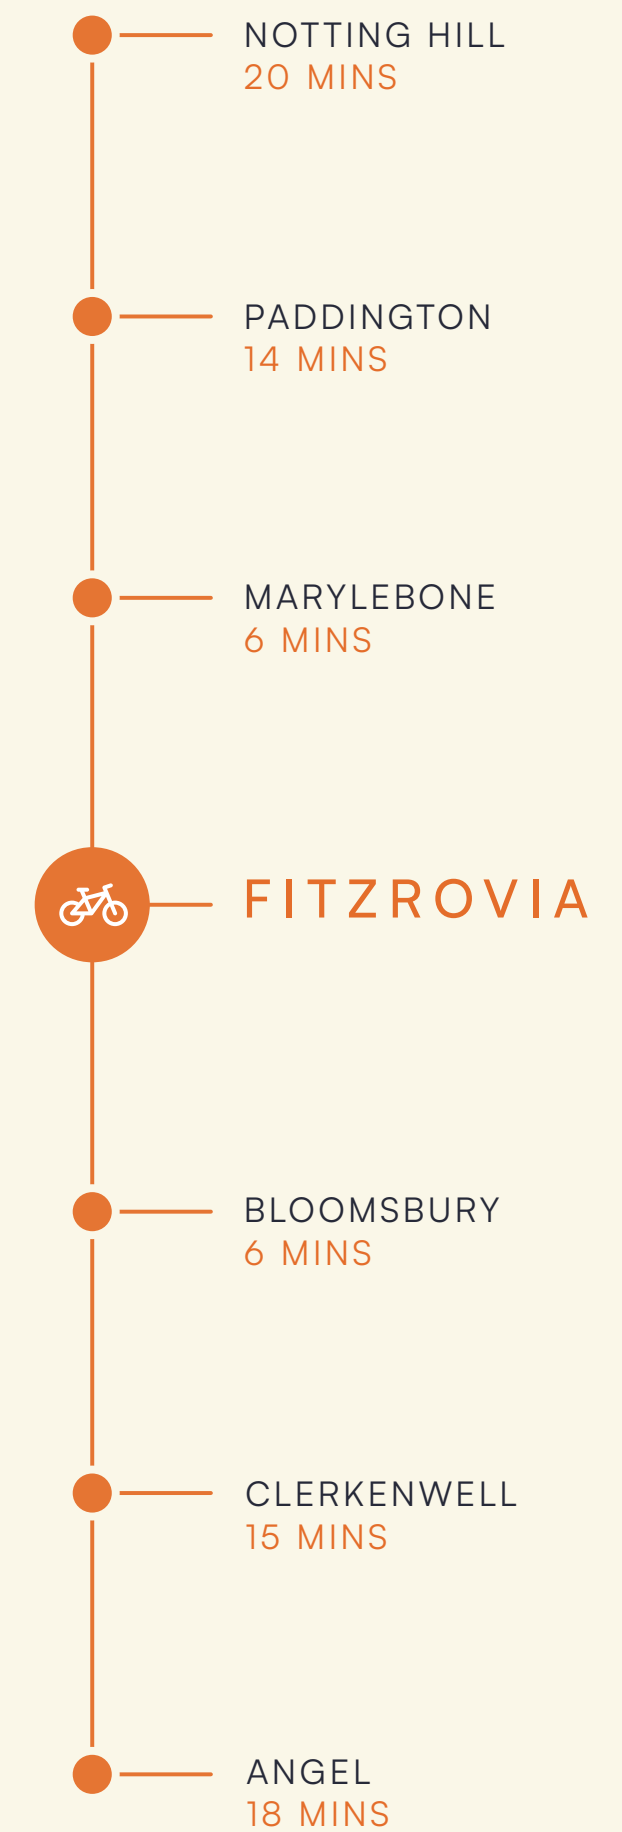 NOTTING HILL
20 MINS
PADDINGTON
14 MINS
MARYLEBONE
6 MINS
FITZROVIA
BLOOMSBURY
6 MINS
CLERKENWELL
15 MINS
ANGEL
18 MINS